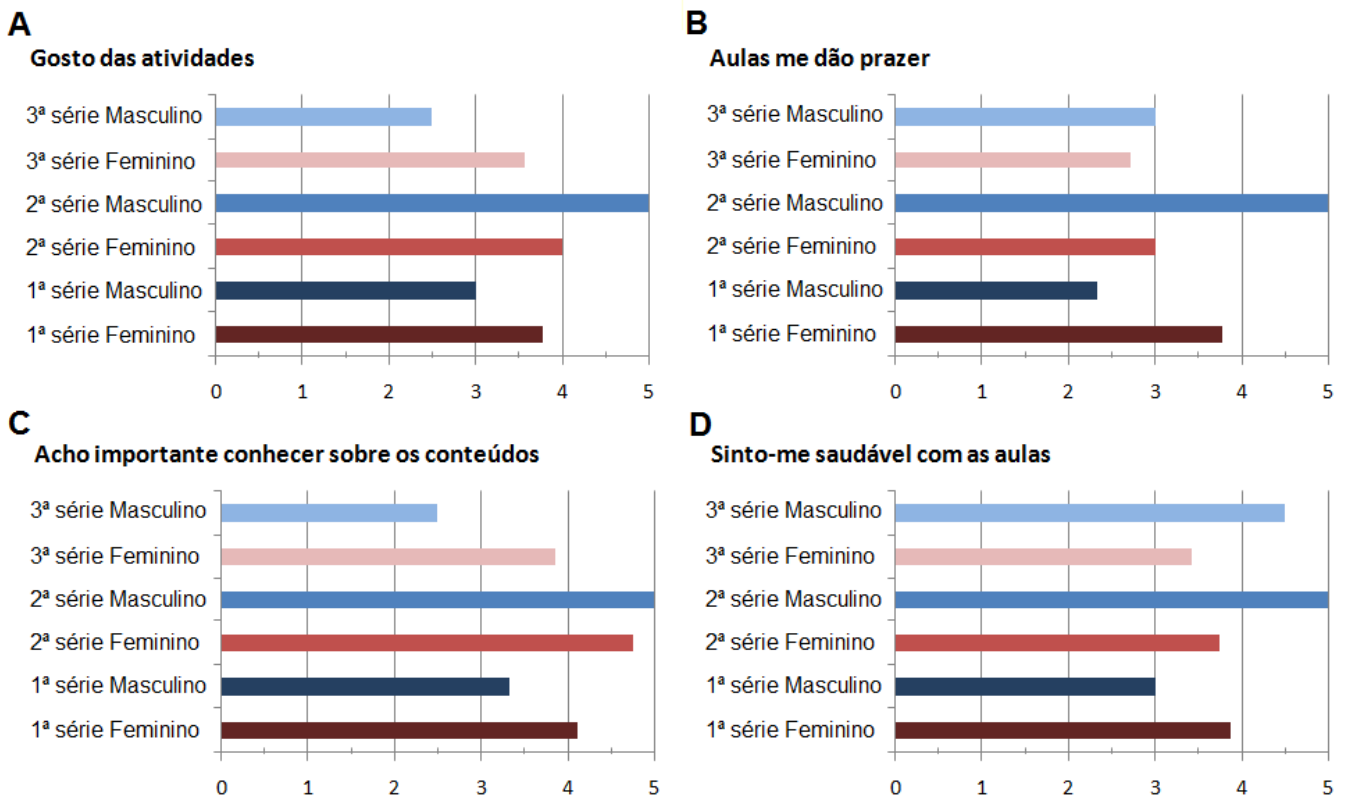 A
Gosto das atividades
3ª série Masculino
3ª série Feminino
2ª série Masculino
2ª série Feminino
1ª série Masculino
1ª série Feminino
0 1 2 3 4 5
B
Aulas me dão prazer
3ª série Masculino
3ª série Feminino
2ª série Masculino
2ª série Feminino
1ª série Masculino
1ª série Feminino
0 1 2 3 4 5
C
Acho importante conhecer sobre os conteúdos
3ª série Masculino
3ª série Feminino
2ª série Masculino
2ª série Feminino
1ª série Masculino
1ª série Feminino
0 1 2 3 4 5
D
Sinto-me saudável com as aulas
3ª série Masculino
3ª série Feminino
2ª série Masculino
2ª série Feminino
1ª série Masculino
1ª série Feminino
0 1 2 3 4 5